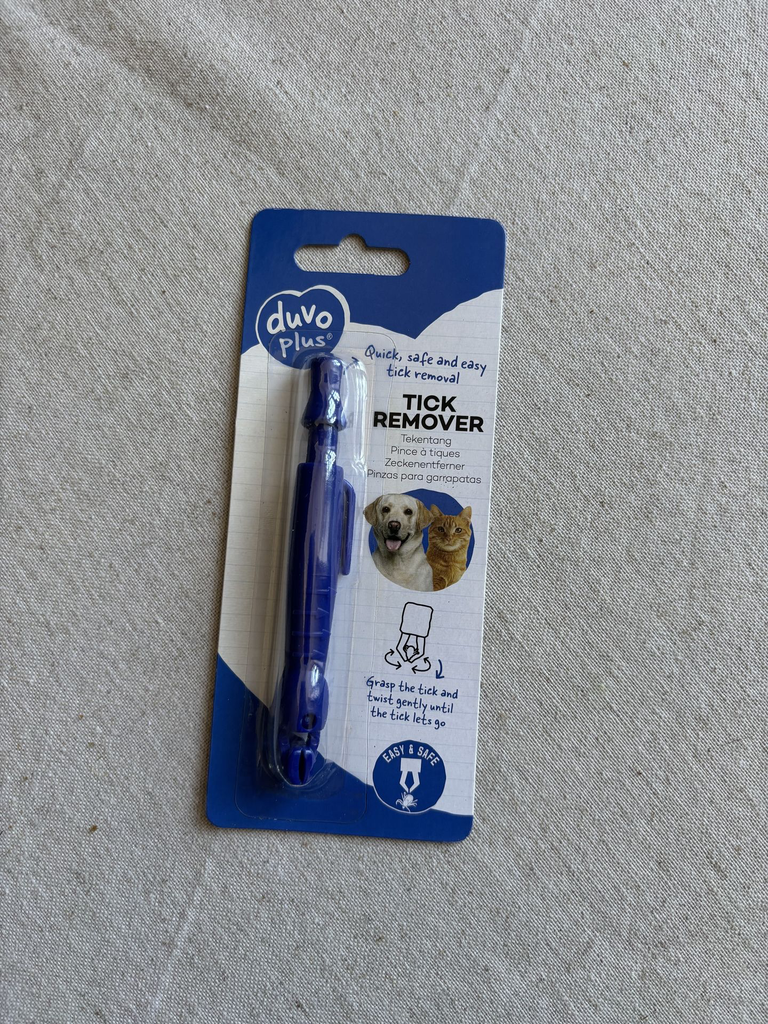 duvo
plus®
Quick, safe and easy
tick removal
TICK
REMOVER
Tekentang
Pince à tiques
Zeckenentferner
Pinzas para garrapatas
Grasp the tick and
twist gently until
the tick lets go
EASY & SAFE